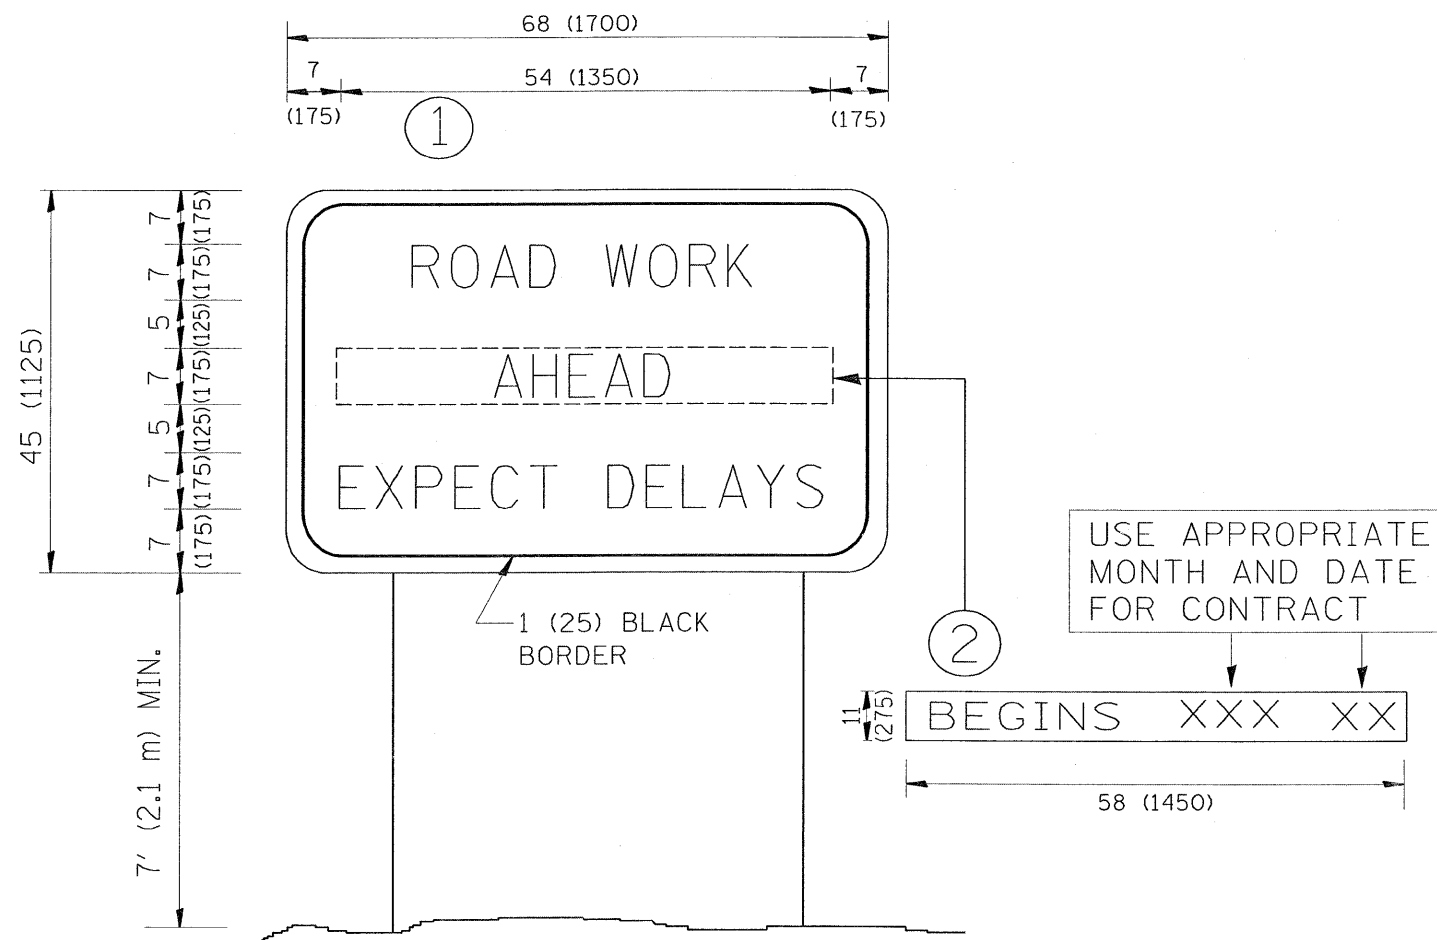 68 (1700)
7
54 (1350)
7
(175)
(175)
1
7
(175)
7
(175)
5
(125)
7
(175)
5
(125)
7
(175)
7
(175)
45 (1125)
7' (2.1 m) MIN.
ROAD WORK
AHEAD
EXPECT DELAYS
1 (25) BLACK
BORDER
USE APPROPRIATE
MONTH AND DATE
FOR CONTRACT
2
11
(275)
BEGINS XXX XX
58 (1450)